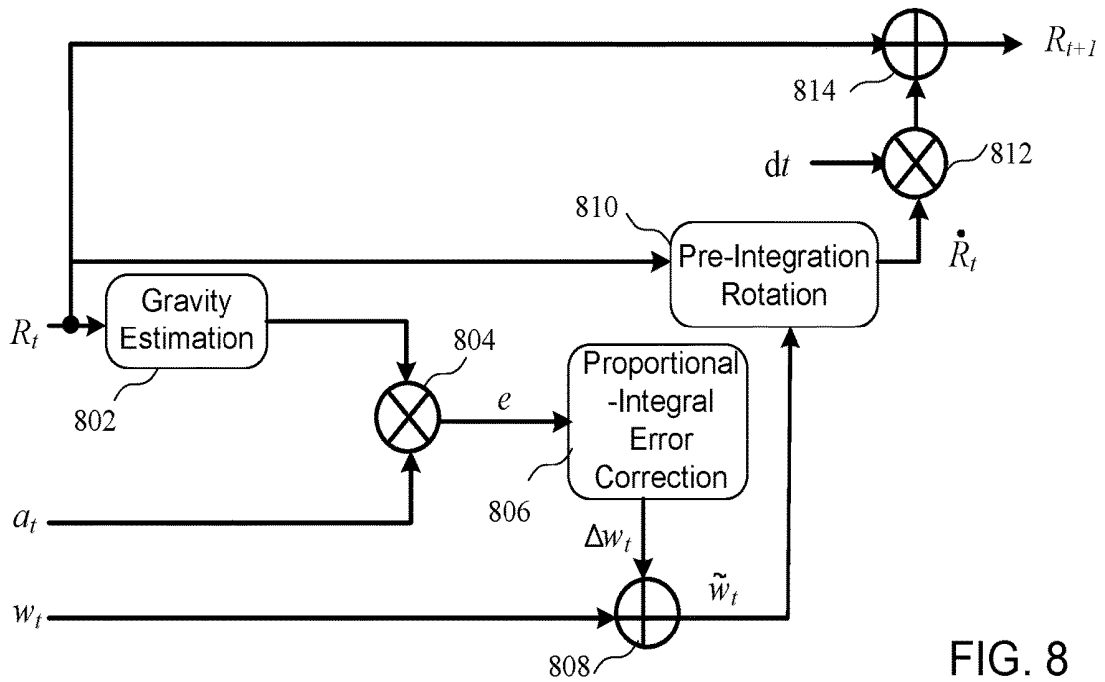 R_{t+1}
814
dt
812
810
Pre-Integration
Rotation
Ṙ_t
R_t
Gravity
Estimation
802
804
e
Proportional
-Integral
Error
Correction
806
a_t
Δw_t
w_t
w̃_t
808
FIG. 8